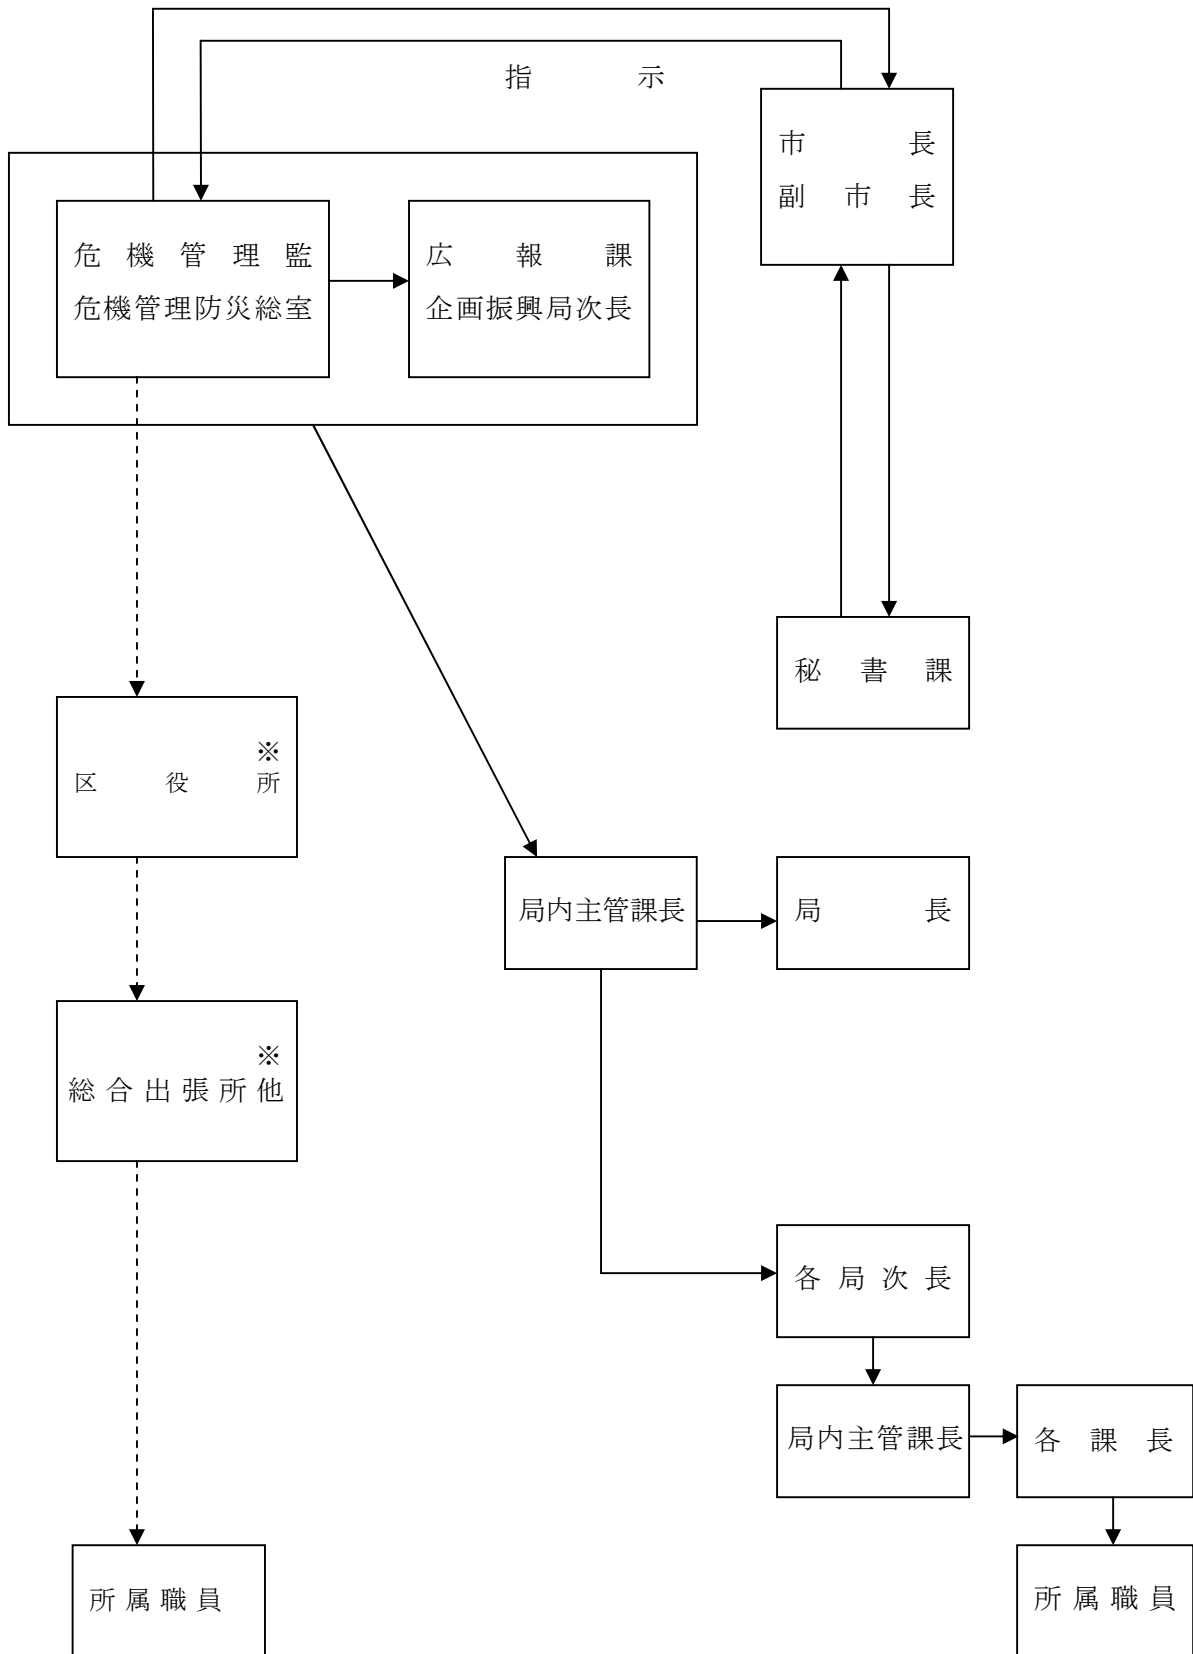 指示
市長
副市長
危機管理監
危機管理防災総室
広報課
企画振興局次長
秘書課
※
区役所
局内主管課長
局長
※
総合出張所他
各局次長
局内主管課長
各課長
所属職員
所属職員